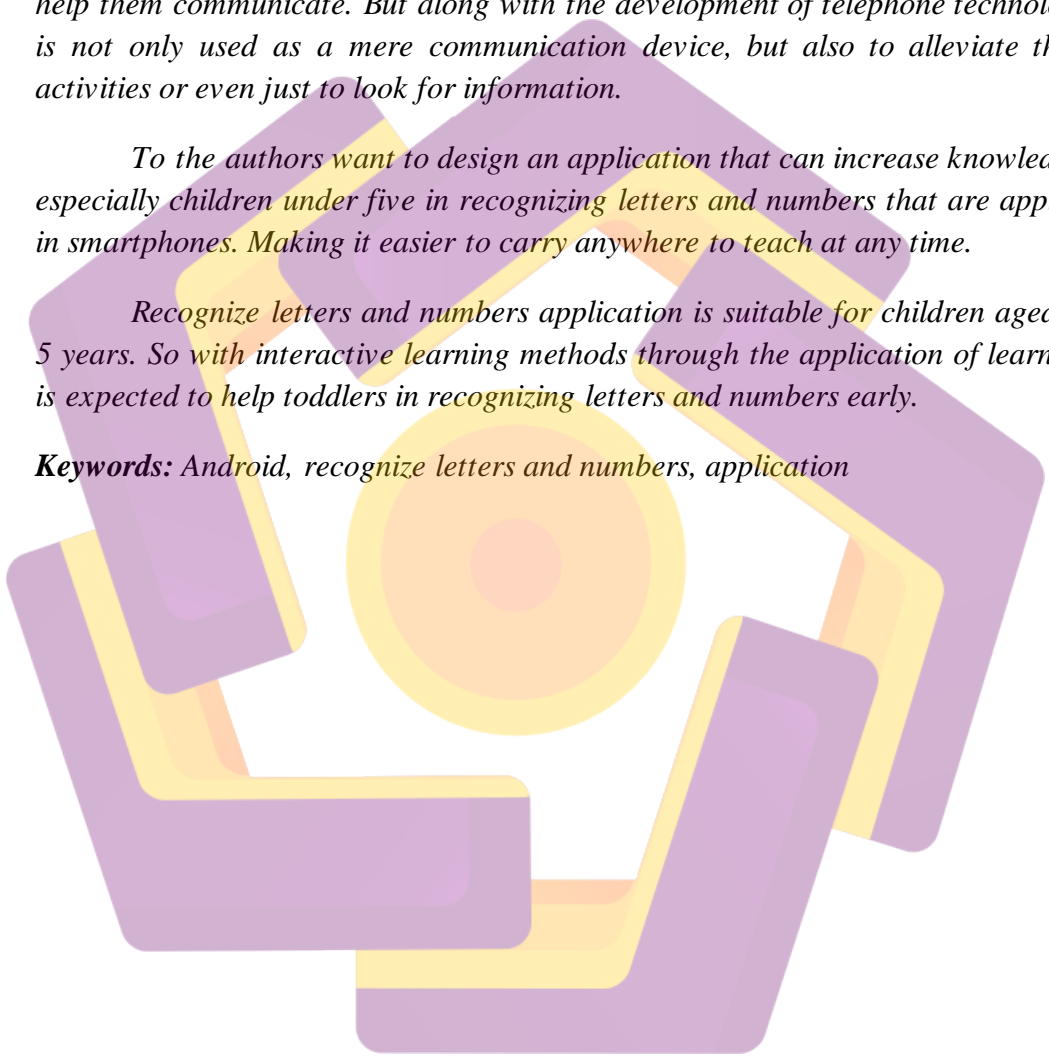 help them communicate. But along with the development of telephone technolo
is not only used as a mere communication device, but also to alleviate th
activities or even just to look for information.
To the authors want to design an application that can increase knowled
especially children under five in recognizing letters and numbers that are app
in smartphones. Making it easier to carry anywhere to teach at any time.
Recognize letters and numbers application is suitable for children aged
5 years. So with interactive learning methods through the application of learn
is expected to help toddlers in recognizing letters and numbers early.
Keywords: Android, recognize letters and numbers, application